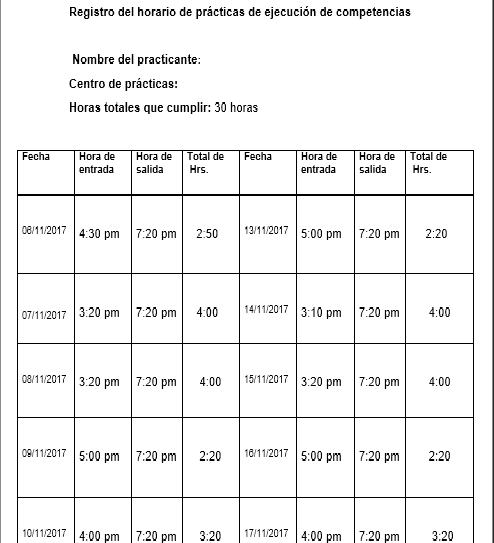 Registro del horario de prácticas de ejecución de competencias
Nombre del practicante:
Centro de prácticas:
Horas totales que cumplir: 30 horas
Fecha Hora de entrada Hora de salida Total de Hrs. Fecha Hora de entrada Hora de salida Total de Hrs.
06/11/2017 4:30 pm 7:20 pm 2:50 13/11/2017 5:00 pm 7:20 pm 2:20
07/11/2017 3:20 pm 7:20 pm 4:00 14/11/2017 3:10 pm 7:20 pm 4:00
08/11/2017 3:20 pm 7:20 pm 4:00 15/11/2017 3:20 pm 7:20 pm 4:00
09/11/2017 5:00 pm 7:20 pm 2:20 16/11/2017 5:00 pm 7:20 pm 2:20
10/11/2017 4:00 pm 7:20 pm 3:20 17/11/2017 4:00 pm 7:20 pm 3:20